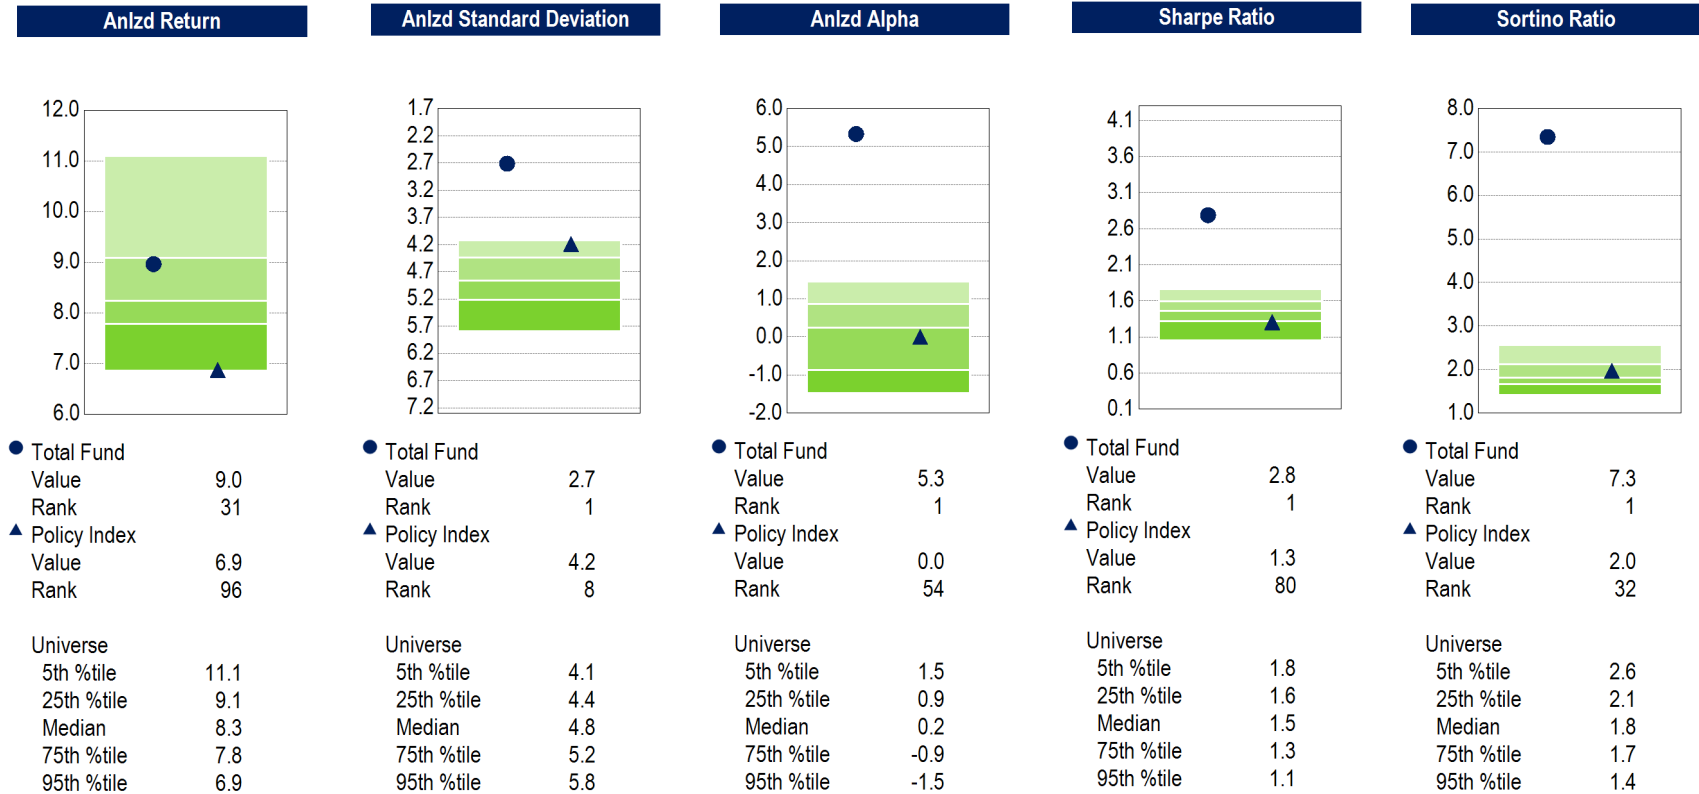 Anlzd Return
12.0
11.0
10.0
9.0
8.0
7.0
6.0
Total Fund
Value 9.0
Rank 31
Policy Index
Value 6.9
Rank 96
Universe
5th %tile 11.1
25th %tile 9.1
Median 8.3
75th %tile 7.8
95th %tile 6.9
Anlzd Standard Deviation
1.7
2.2
2.7
3.2
3.7
4.2
4.7
5.2
5.7
6.2
6.7
7.2
Total Fund
Value 2.7
Rank 1
Policy Index
Value 4.2
Rank 8
Universe
5th %tile 4.1
25th %tile 4.4
Median 4.8
75th %tile 5.2
95th %tile 5.8
Anlzd Alpha
6.0
5.0
4.0
3.0
2.0
1.0
0.0
-1.0
-2.0
Total Fund
Value 5.3
Rank 1
Policy Index
Value 0.0
Rank 54
Universe
5th %tile 1.5
25th %tile 0.9
Median 0.2
75th %tile -0.9
95th %tile -1.5
Sharpe Ratio
4.1
3.6
3.1
2.6
2.1
1.6
1.1
0.6
0.1
Total Fund
Value 2.8
Rank 1
Policy Index
Value 1.3
Rank 80
Universe
5th %tile 1.8
25th %tile 1.6
Median 1.5
75th %tile 1.3
95th %tile 1.1
Sortino Ratio
8.0
7.0
6.0
5.0
4.0
3.0
2.0
1.0
Total Fund
Value 7.3
Rank 1
Policy Index
Value 2.0
Rank 32
Universe
5th %tile 2.6
25th %tile 2.1
Median 1.8
75th %tile 1.7
95th %tile 1.4